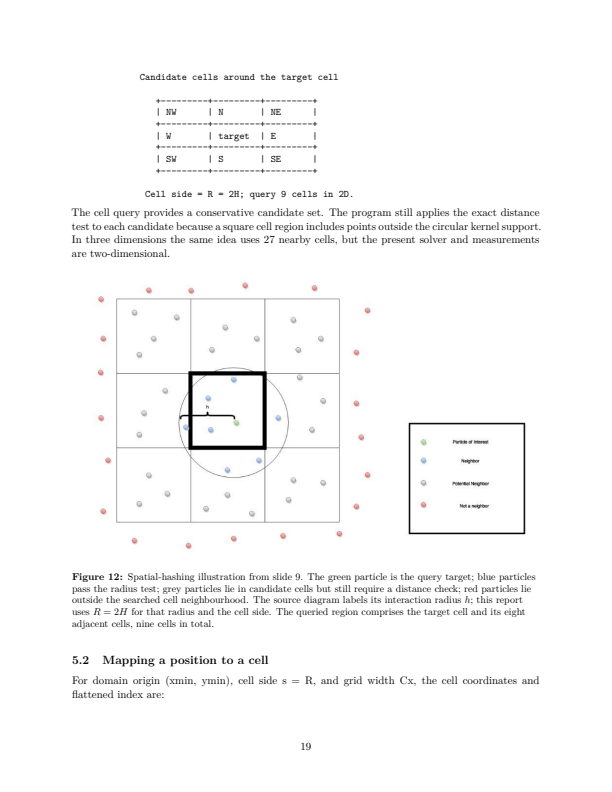 Candidate cells around the target cell
+---------+---------+---------+
| NW | N | NE |
+---------+---------+---------+
| W | target | E |
+---------+---------+---------+
| SW | S | SE |
+---------+---------+---------+
Cell side = R = 2H; query 9 cells in 2D.
The cell query provides a conservative candidate set. The program still applies the exact distance
test to each candidate because a square cell region includes points outside the circular kernel support.
In three dimensions the same idea uses 27 nearby cells, but the present solver and measurements
are two-dimensional.
h
Particle of Interest
Neighbor
Potential Neighbor
Not a neighbor
Figure 12: Spatial-hashing illustration from slide 9. The green particle is the query target; blue particles
pass the radius test; grey particles lie in candidate cells but still require a distance check; red particles lie
outside the searched cell neighbourhood. The source diagram labels its interaction radius h; this report
uses R = 2H for that radius and the cell side. The queried region comprises the target cell and its eight
adjacent cells, nine cells in total.
5.2 Mapping a position to a cell
For domain origin (xmin, ymin), cell side s = R, and grid width Cx, the cell coordinates and
flattened index are:
19